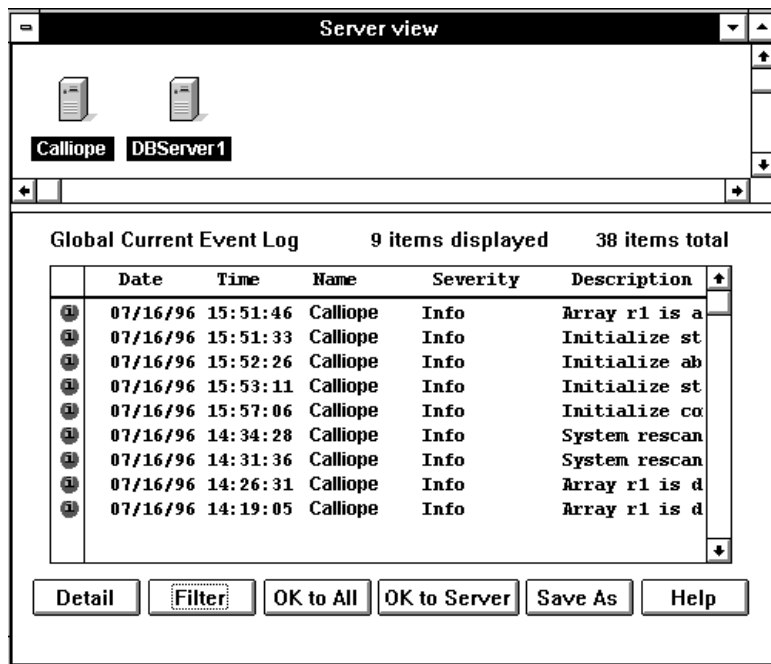 Server view
Calliope DBServer1
Global Current Event Log 9 items displayed 38 items total
Date Time Name Severity Description
07/16/96 15:51:46 Calliope Info Array r1 is a
07/16/96 15:51:33 Calliope Info Initialize st
07/16/96 15:52:26 Calliope Info Initialize ab
07/16/96 15:53:11 Calliope Info Initialize st
07/16/96 15:57:06 Calliope Info Initialize co
07/16/96 14:34:28 Calliope Info System rescan
07/16/96 14:31:36 Calliope Info System rescan
07/16/96 14:26:31 Calliope Info Array r1 is d
07/16/96 14:19:05 Calliope Info Array r1 is d
Detail Filter OK to All OK to Server Save As Help